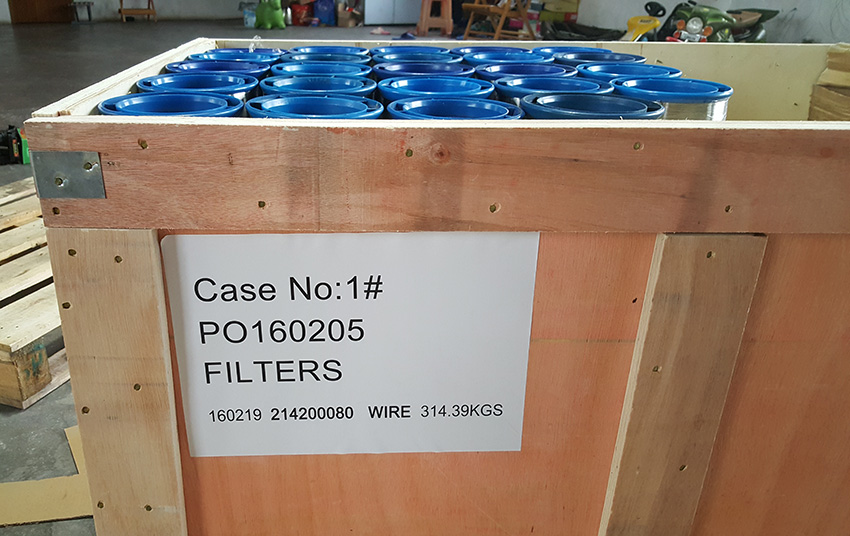 Case No:1#
PO160205
FILTERS
160219 214200080 WIRE 314.39KGS